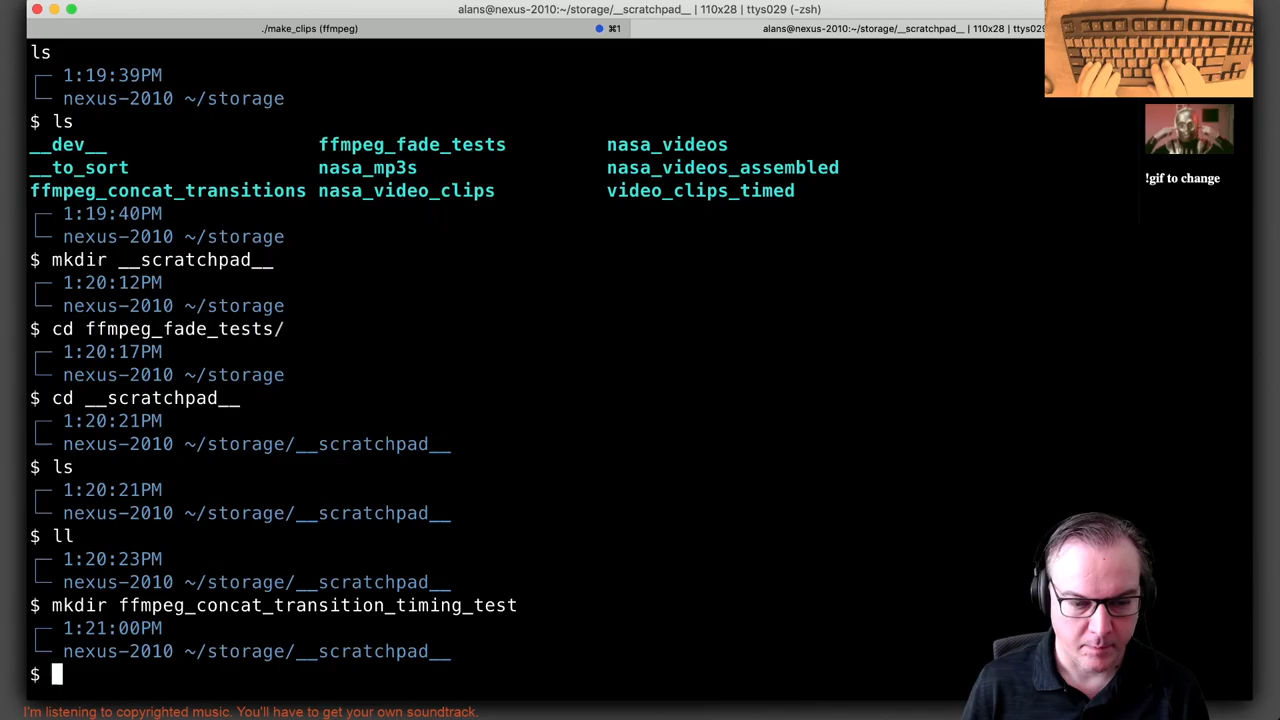 alans@nexus-2010:~/storage/__scratchpad__ | 110x28 | ttys029 (-zsh)
./make_clips (ffmpeg)
⌘1
alans@nexus-2010:~/storage/__scratchpad__ | 110x28 | ttys029
ls
1:19:39PM
nexus-2010 ~/storage
$ ls
__dev__ ffmpeg_fade_tests nasa_videos
__to_sort nasa_mp3s nasa_videos_assembled
ffmpeg_concat_transitions nasa_video_clips video_clips_timed
1:19:40PM
nexus-2010 ~/storage
$ mkdir __scratchpad__
1:20:12PM
nexus-2010 ~/storage
$ cd ffmpeg_fade_tests/
1:20:17PM
nexus-2010 ~/storage
$ cd __scratchpad__
1:20:21PM
nexus-2010 ~/storage/__scratchpad__
$ ls
1:20:21PM
nexus-2010 ~/storage/__scratchpad__
$ ll
1:20:23PM
nexus-2010 ~/storage/__scratchpad__
$ mkdir ffmpeg_concat_transition_timing_test
1:21:00PM
nexus-2010 ~/storage/__scratchpad__
$
!gif to change
I'm listening to copyrighted music. You'll have to get your own soundtrack.